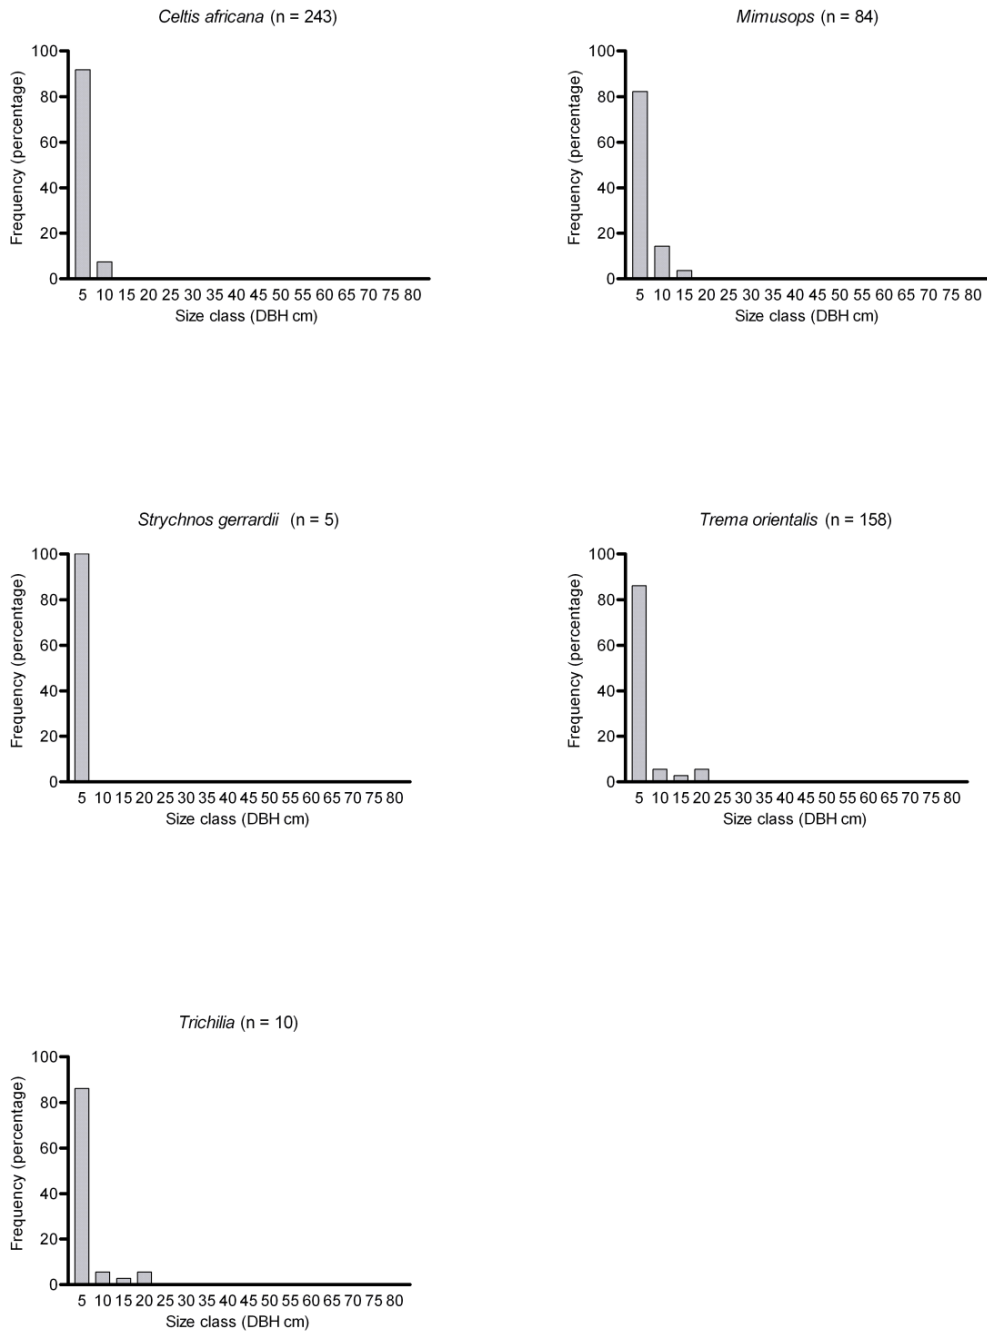 Celtis africana (n = 243)
Frequency (percentage)
100
80
60
40
20
0
5 10 15 20 25 30 35 40 45 50 55 60 65 70 75 80
Size class (DBH cm)
Mimusops (n = 84)
Frequency (percentage)
100
80
60
40
20
0
5 10 15 20 25 30 35 40 45 50 55 60 65 70 75 80
Size class (DBH cm)
Strychnos gerrardii (n = 5)
Frequency (percentage)
100
80
60
40
20
0
5 10 15 20 25 30 35 40 45 50 55 60 65 70 75 80
Size class (DBH cm)
Trema orientalis (n = 158)
Frequency (percentage)
100
80
60
40
20
0
5 10 15 20 25 30 35 40 45 50 55 60 65 70 75 80
Size class (DBH cm)
Trichilia (n = 10)
Frequency (percentage)
100
80
60
40
20
0
5 10 15 20 25 30 35 40 45 50 55 60 65 70 75 80
Size class (DBH cm)